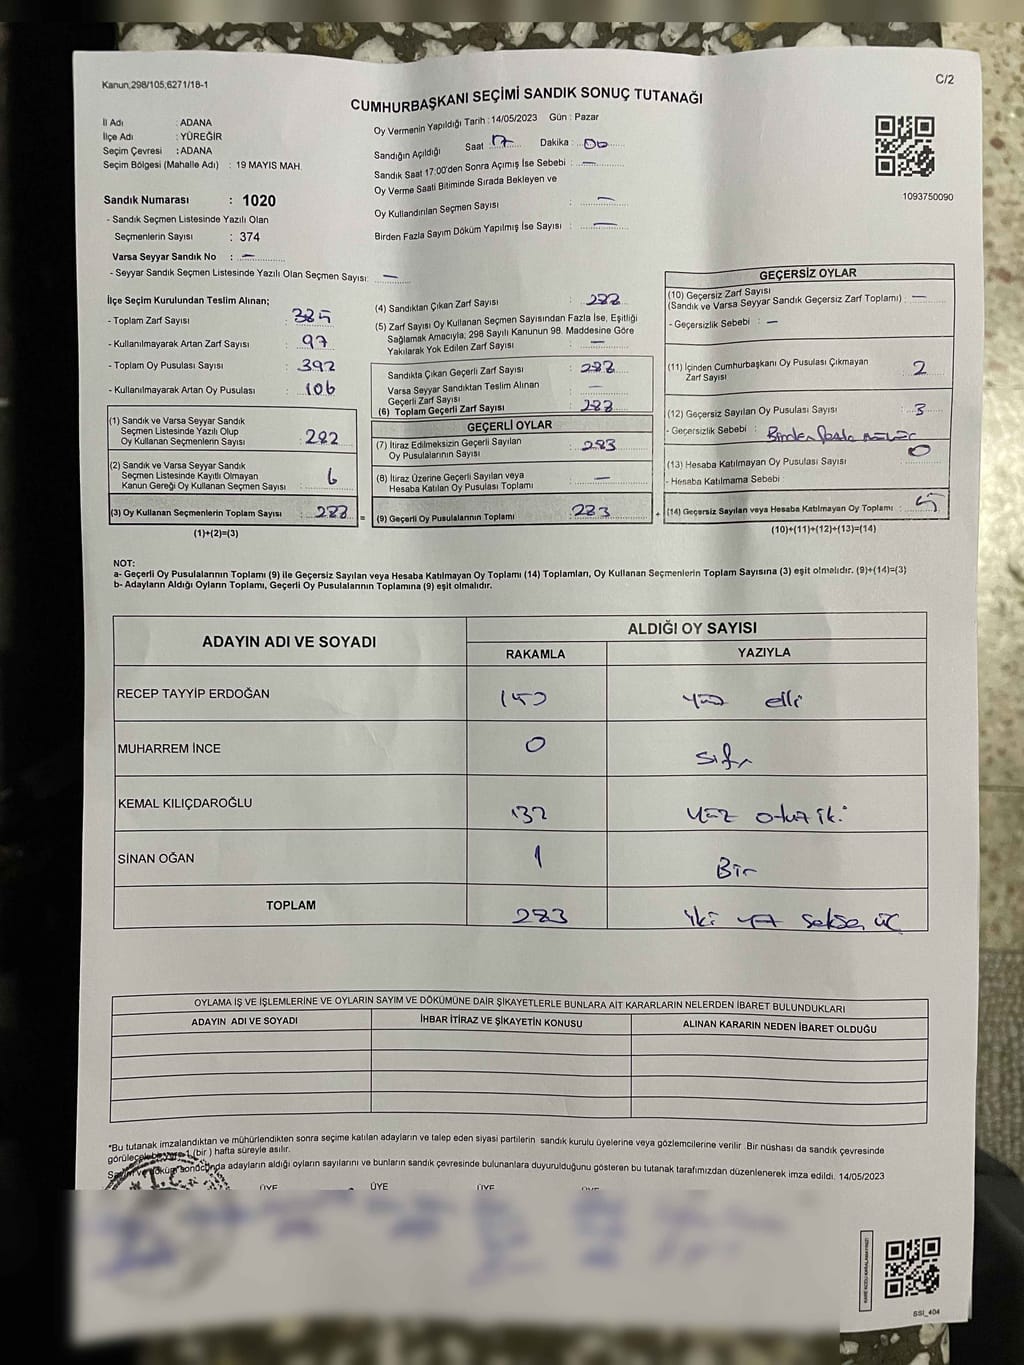 Kanun,298/105;6271/18-1
C/2
CUMHURBAŞKANI SEÇİMİ SANDIK SONUÇ TUTANAĞI
İl Adı : ADANA
İlçe Adı : YÜREĞİR
Seçim Çevresi : ADANA
Seçim Bölgesi (Mahalle Adı) : 19 MAYIS MAH.
Sandık Numarası : 1020
- Sandık Seçmen Listesinde Yazılı Olan
Seçmenlerin Sayısı : 374
Varsa Seyyar Sandık No : —
- Seyyar Sandık Seçmen Listesinde Yazılı Olan Seçmen Sayısı: —
Oy Vermenin Yapıldığı Tarih : 14/05/2023 Gün : Pazar
Sandığın Açıldığı Saat : 17 Dakika : 00
Sandık Saat 17:00'den Sonra Açımış İse Sebebi : —
Oy Verme Saati Bitiminde Sırada Bekleyen ve
Oy Kullandırılan Seçmen Sayısı : —
Birden Fazla Sayım Döküm Yapılmış İse Sayısı : —
1093750090
İlçe Seçim Kurulundan Teslim Alınan;
- Toplam Zarf Sayısı : 385
- Kullanılmayarak Artan Zarf Sayısı : 97
- Toplam Oy Pusulası Sayısı : 392
- Kullanılmayarak Artan Oy Pusulası : 106
(1) Sandık ve Varsa Seyyar Sandık
Seçmen Listesinde Yazılı Olup
Oy Kullanan Seçmenlerin Sayısı : 282
(2) Sandık ve Varsa Seyyar Sandık
Seçmen Listesinde Kayıtlı Olmayan
Kanun Gereği Oy Kullanan Seçmen Sayısı : 6
(3) Oy Kullanan Seçmenlerin Toplam Sayısı : 288
(1)+(2)=(3)
(4) Sandıktan Çıkan Zarf Sayısı : 288
(5) Zarf Sayısı Oy Kullanan Seçmen Sayısından Fazla İse, Eşitliği
Sağlamak Amacıyla; 298 Sayılı Kanunun 98. Maddesine Göre
Yakılarak Yok Edilen Zarf Sayısı : —
Sandıkta Çıkan Geçerli Zarf Sayısı : 288
Varsa Seyyar Sandıktan Teslim Alınan
Geçerli Zarf Sayısı : —
(6) Toplam Geçerli Zarf Sayısı : 288
GEÇERLİ OYLAR
(7) İtiraz Edilmeksizin Geçerli Sayılan
Oy Pusulalarının Sayısı : 283
(8) İtiraz Üzerine Geçerli Sayılan veya
Hesaba Katılan Oy Pusulası Toplamı : —
(9) Geçerli Oy Pusulalarının Toplamı : 283
GEÇERSİZ OYLAR
(10) Geçersiz Zarf Sayısı
(Sandık ve Varsa Seyyar Sandık Geçersiz Zarf Toplamı) : —
- Geçersizlik Sebebi : —
(11) İçinden Cumhurbaşkanı Oy Pusulası Çıkmayan
Zarf Sayısı : 2
(12) Geçersiz Sayılan Oy Pusulası Sayısı : 3
- Geçersizlik Sebebi : Birden fazla mühür
(13) Hesaba Katılmayan Oy Pusulası Sayısı : 0
- Hesaba Katılmama Sebebi :
(14) Geçersiz Sayılan veya Hesaba Katılmayan Oy Toplamı : 5
(10)+(11)+(12)+(13)=(14)
NOT:
a- Geçerli Oy Pusulalarının Toplamı (9) ile Geçersiz Sayılan veya Hesaba Katılmayan Oy Toplamı (14) Toplamları, Oy Kullanan Seçmenlerin Toplam Sayısına (3) eşit olmalıdır. (9)+(14)=(3)
b- Adayların Aldığı Oyların Toplamı, Geçerli Oy Pusulalarının Toplamına (9) eşit olmalıdır.
ADAYIN ADI VE SOYADI
ALDIĞI OY SAYISI
RAKAMLA YAZIYLA
RECEP TAYYİP ERDOĞAN 150 yüz elli
MUHARREM İNCE 0 sıfır
KEMAL KILIÇDAROĞLU 132 yüz otuz iki
SİNAN OĞAN 1 Bir
TOPLAM 283 iki yüz seksen üç
OYLAMA İŞ VE İŞLEMLERİNE VE OYLARIN SAYIM VE DÖKÜMÜNE DAİR ŞİKAYETLERLE BUNLARA AİT KARARLARIN NELERDEN İBARET BULUNDUKLARI
ADAYIN ADI VE SOYADI İHBAR İTİRAZ VE ŞİKAYETİN KONUSU ALINAN KARARIN NEDEN İBARET OLDUĞU
*Bu tutanak imzalandıktan ve mühürlendikten sonra seçime katılan adayların ve talep eden siyasi partilerin sandık kurulu üyelerine veya gözlemcilerine verilir .Bir nüshası da sandık çevresinde
görülecek bir yere 1 (bir ) hafta süreyle asılır.
sonucunda adayların aldığı oyların sayılarını ve bunların sandık çevresinde bulunanlara duyurulduğunu gösteren bu tutanak tarafımızdan düzenlenerek imza edildi. 14/05/2023
ÜYE ÜYE ÜYE ÜYE
T.C.
SSI_404